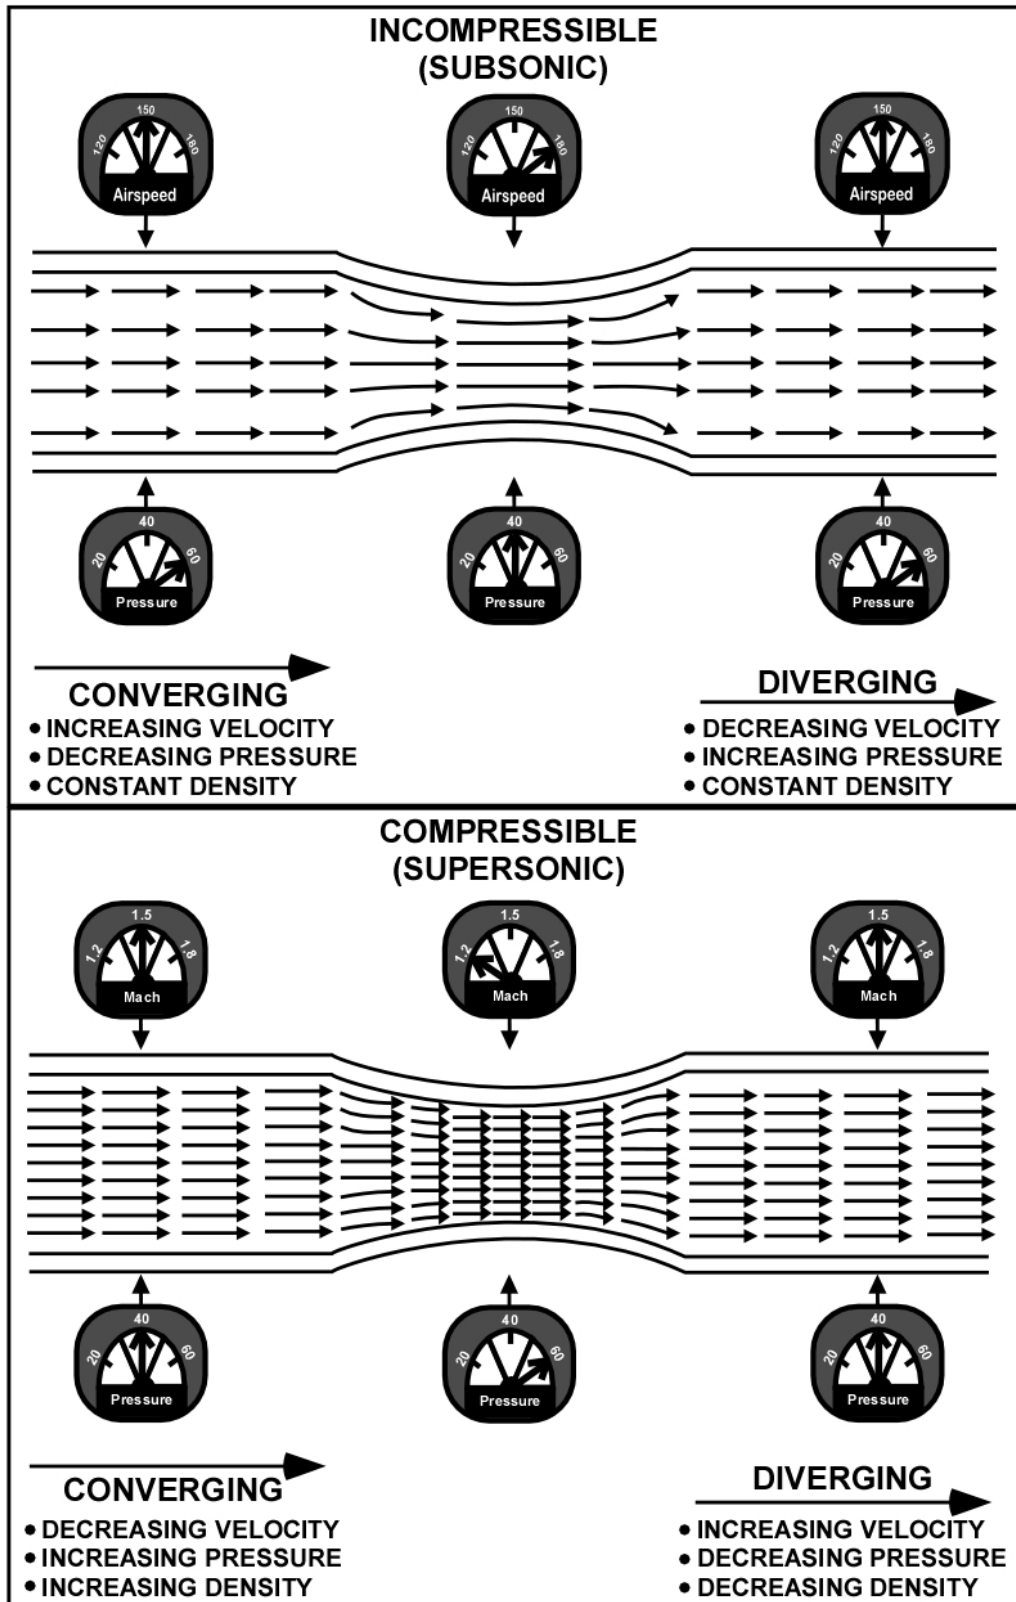 INCOMPRESSIBLE
(SUBSONIC)
120 150 180
Airspeed
120 150 180
Airspeed
120 150 180
Airspeed
20 40 60
Pressure
20 40 60
Pressure
20 40 60
Pressure
CONVERGING
• INCREASING VELOCITY
• DECREASING PRESSURE
• CONSTANT DENSITY
DIVERGING
• DECREASING VELOCITY
• INCREASING PRESSURE
• CONSTANT DENSITY
COMPRESSIBLE
(SUPERSONIC)
1.2 1.5 1.8
Mach
1.2 1.5 1.8
Mach
1.2 1.5 1.8
Mach
20 40 60
Pressure
20 40 60
Pressure
20 40 60
Pressure
CONVERGING
• DECREASING VELOCITY
• INCREASING PRESSURE
• INCREASING DENSITY
DIVERGING
• INCREASING VELOCITY
• DECREASING PRESSURE
• DECREASING DENSITY